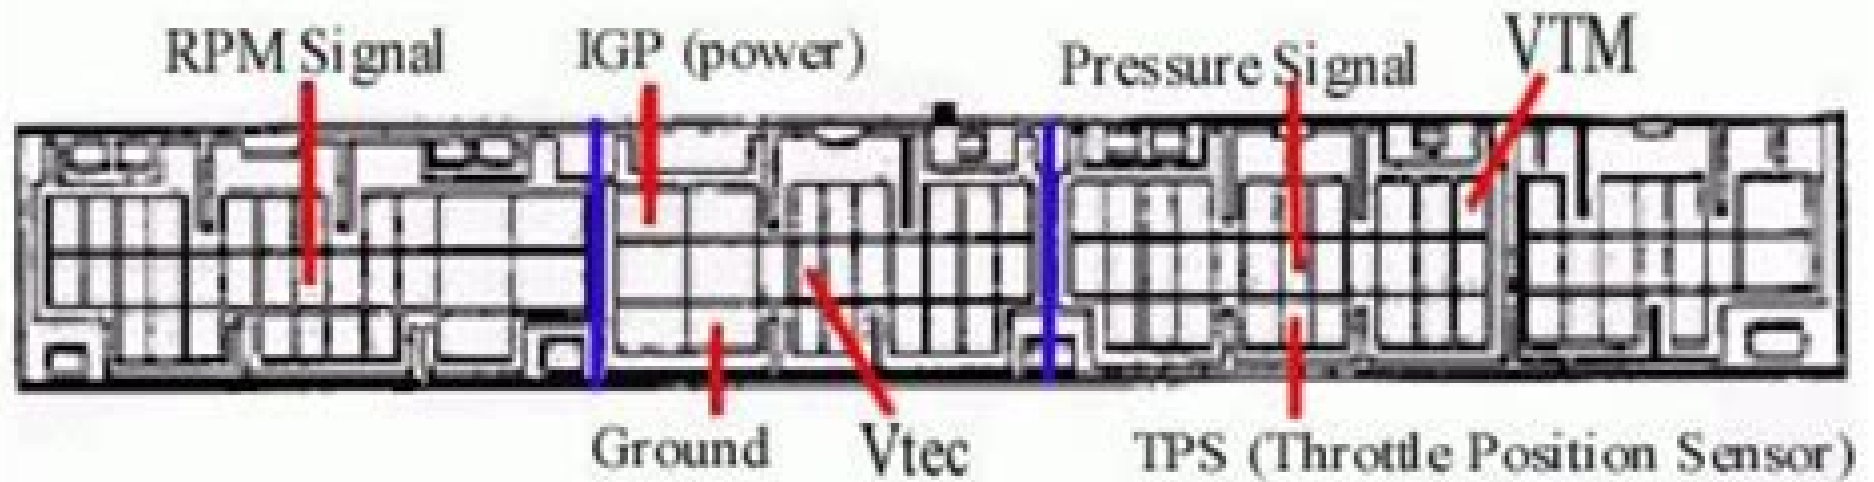 RPM Signal
IGP (power)
Pressure Signal
VTM
Ground
Vtec
TPS (Throttle Position Sensor)